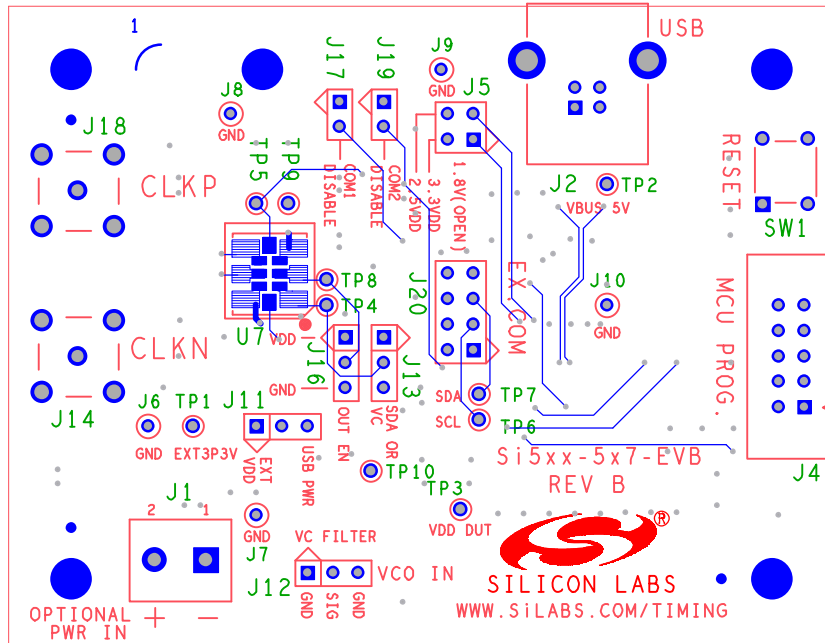 1
J18
CLKP
J8
GND
J17
J19
J9
GND
J5
USB
TP5
TP9
COM1
DISABLE
COM2
DISABLE
2.5VDD
3.3VDD
1.8V(OPEN)
J2
TP2
VBUS 5V
RESET
SW1
TP8
TP4
U7
VDD
GND
J16
J13
J20
EX.COM
J10
GND
MCU PROG.
CLKN
J14
J6
GND
TP1
EXT3P3V
J11
EXT
VDD
USB PWR
OUT EN
SDA OR
VC
SDA
TP7
SCL
TP6
Si5xx-5x7-EVB
REV B
J4
TP10
TP3
VDD DUT
J1
2
1
GND
J7
VC FILTER
J12
VCO IN
GND
SIG
GND
OPTIONAL
PWR IN
+
-
®
SILICON LABS
WWW.SiLABS.COM/TIMING